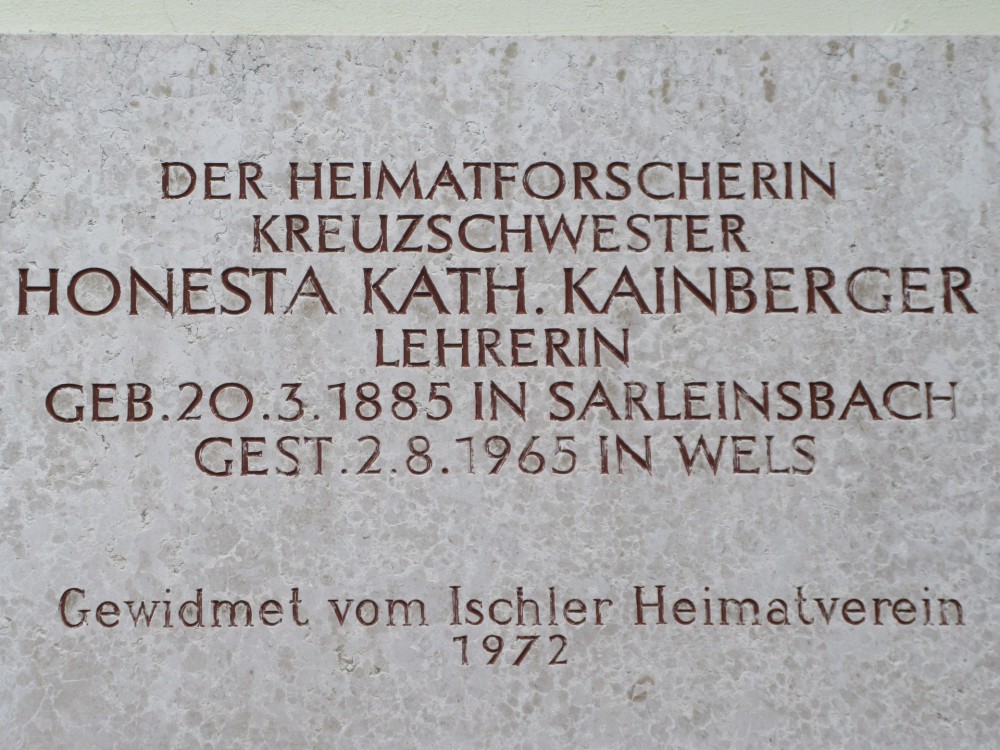 DER HEIMATFORSCHERIN
KREUZSCHWESTER
HONESTA KATH. KAINBERGER
LEHRERIN
GEB.20.3.1885 IN SARLEINSBACH
GEST.2.8.1965 IN WELS
Gewidmet vom Ischler Heimatverein
1972